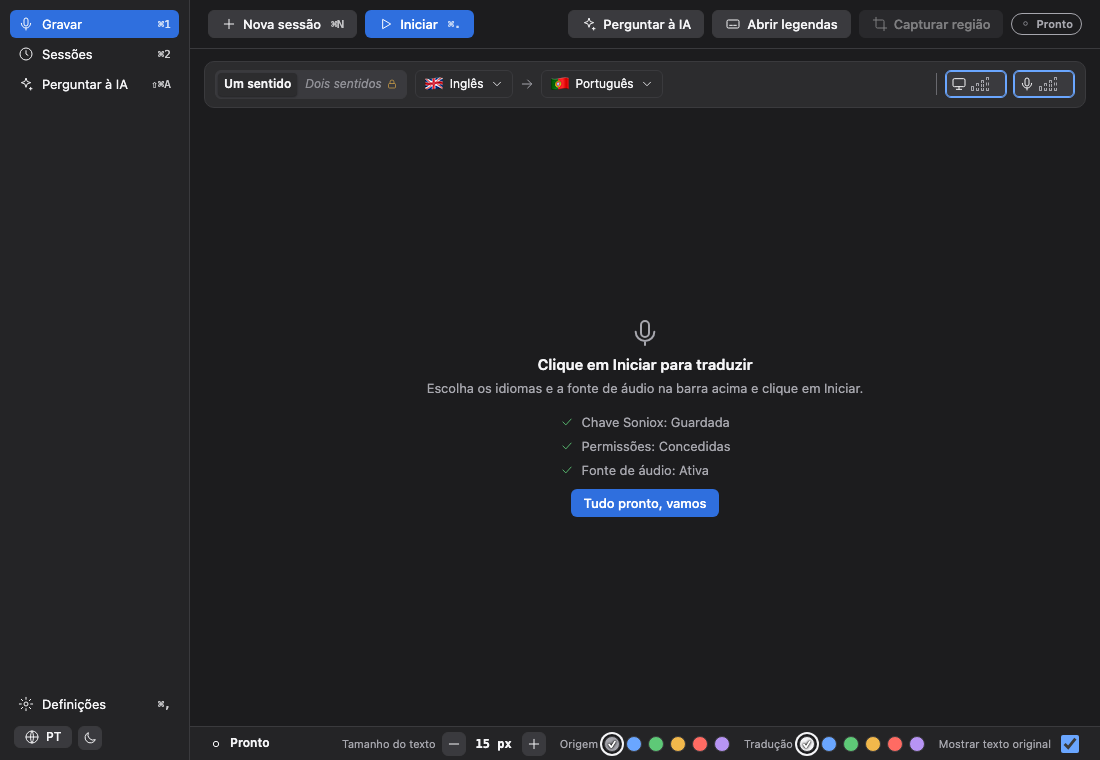 Gravar ⌘1
Sessões ⌘2
Perguntar à IA ⇧⌘A
Nova sessão ⌘N
Iniciar ⌘.
Perguntar à IA
Abrir legendas
Capturar região
Pronto
Um sentido
Dois sentidos
Inglês
Português
Clique em Iniciar para traduzir
Escolha os idiomas e a fonte de áudio na barra acima e clique em Iniciar.
Chave Soniox: Guardada
Permissões: Concedidas
Fonte de áudio: Ativa
Tudo pronto, vamos
Definições ⌘,
PT
Pronto
Tamanho do texto
15 px
Origem
Tradução
Mostrar texto original